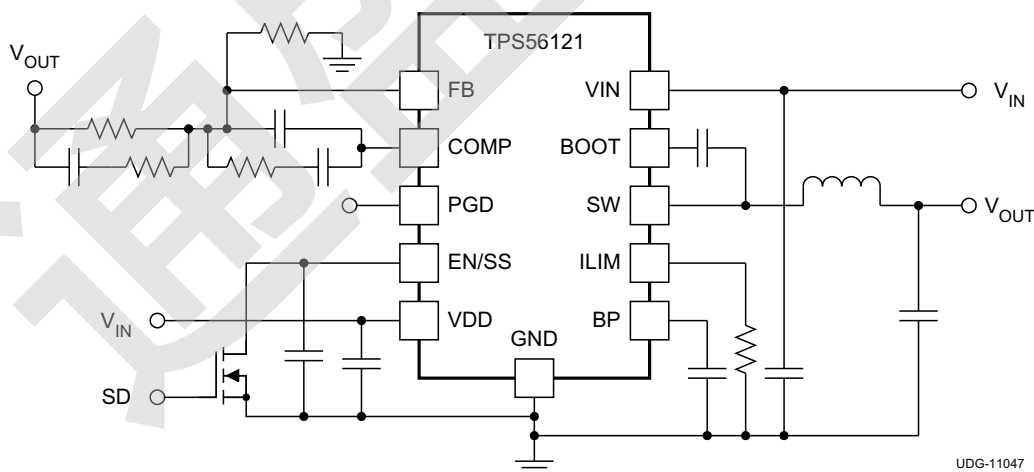 TPS56121
V_OUT
FB
VIN
V_IN
COMP
BOOT
PGD
SW
V_OUT
EN/SS
ILIM
V_IN
VDD
BP
GND
SD
UDG-11047